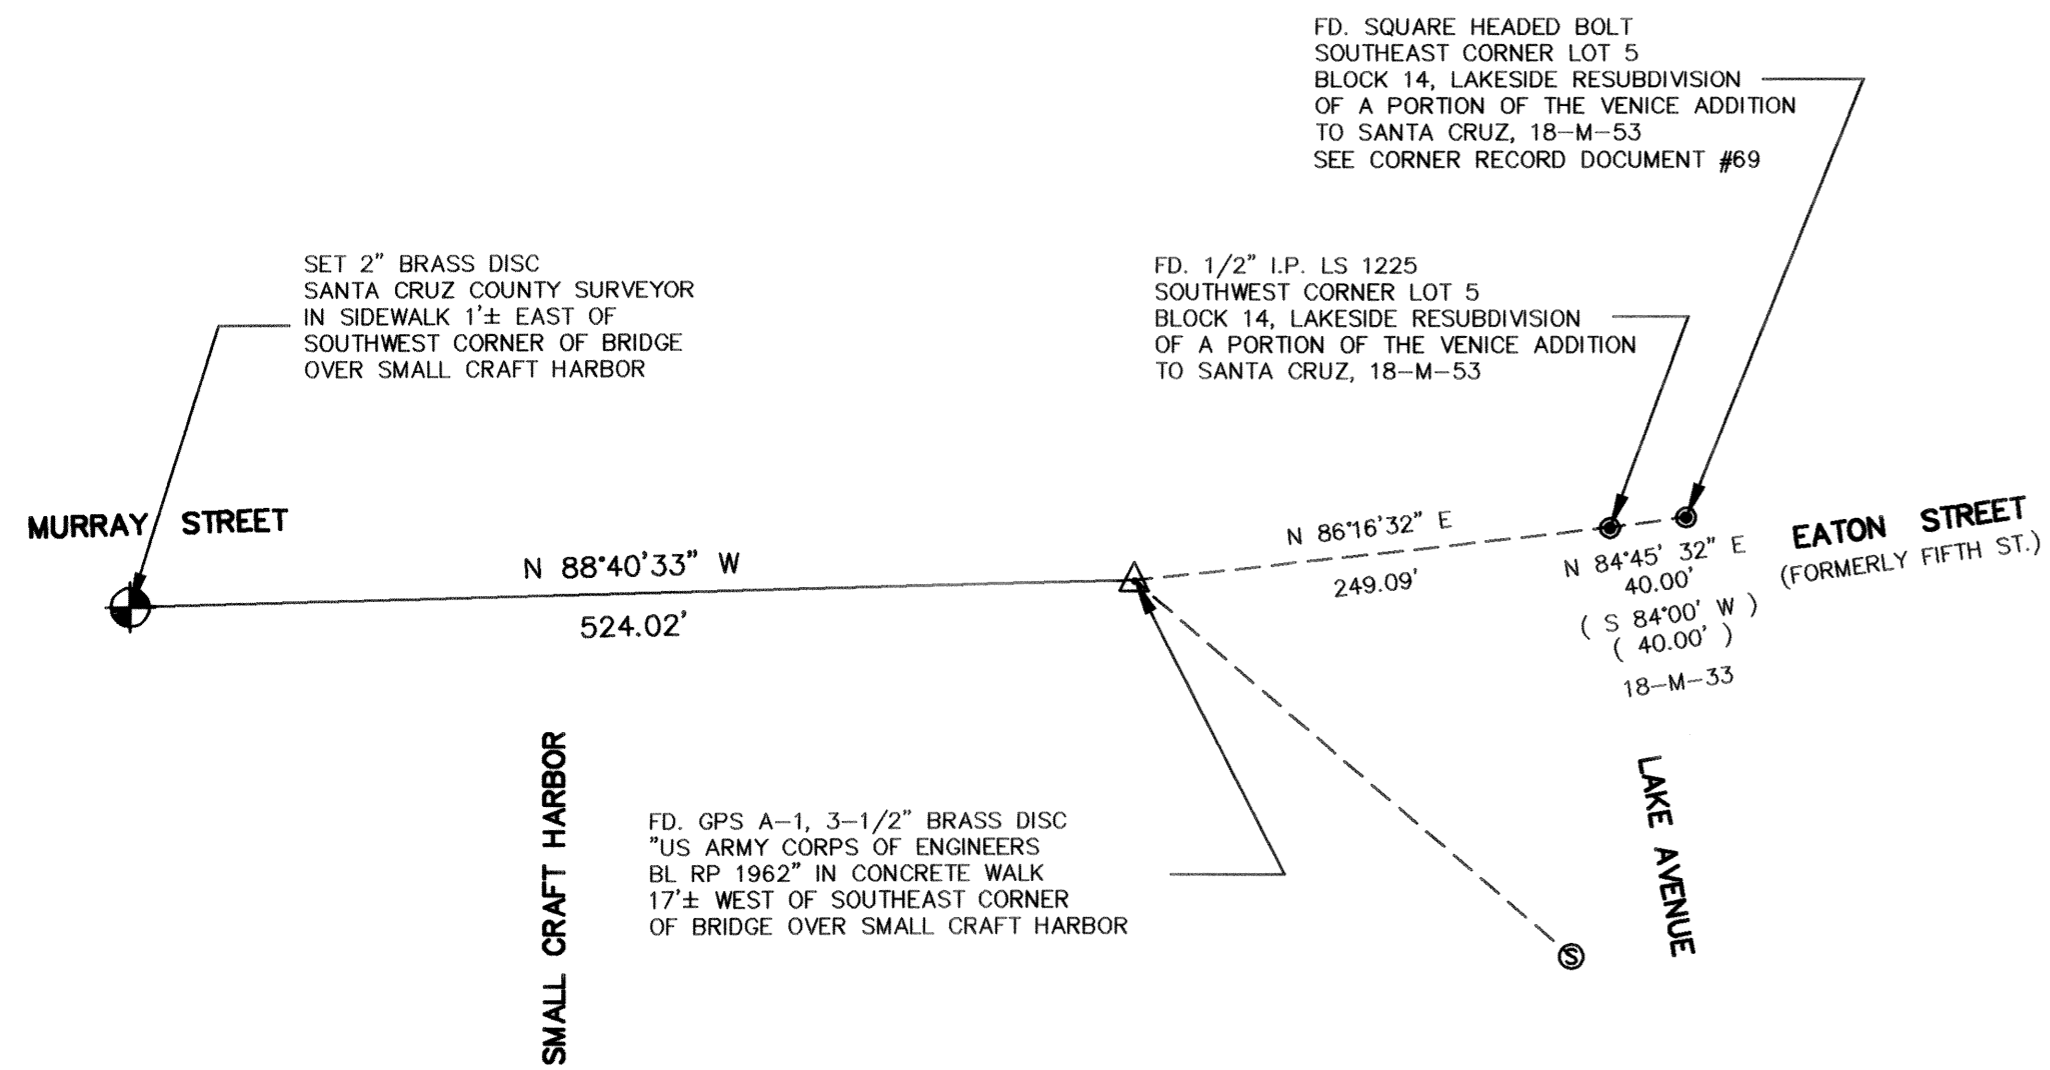 FD. SQUARE HEADED BOLT
SOUTHEAST CORNER LOT 5
BLOCK 14, LAKESIDE RESUBDIVISION
OF A PORTION OF THE VENICE ADDITION
TO SANTA CRUZ, 18-M-53
SEE CORNER RECORD DOCUMENT #69
SET 2" BRASS DISC
SANTA CRUZ COUNTY SURVEYOR
IN SIDEWALK 1'± EAST OF
SOUTHWEST CORNER OF BRIDGE
OVER SMALL CRAFT HARBOR
FD. 1/2" I.P. LS 1225
SOUTHWEST CORNER LOT 5
BLOCK 14, LAKESIDE RESUBDIVISION
OF A PORTION OF THE VENICE ADDITION
TO SANTA CRUZ, 18-M-53
MURRAY STREET
N 88°40'33" W
524.02'
N 86°16'32" E
249.09'
N 84°45' 32" E
40.00'
( S 84°00' W )
( 40.00' )
18-M-33
EATON STREET
(FORMERLY FIFTH ST.)
SMALL CRAFT HARBOR
FD. GPS A-1, 3-1/2" BRASS DISC
"US ARMY CORPS OF ENGINEERS
BL RP 1962" IN CONCRETE WALK
17'± WEST OF SOUTHEAST CORNER
OF BRIDGE OVER SMALL CRAFT HARBOR
LAKE AVENUE
S